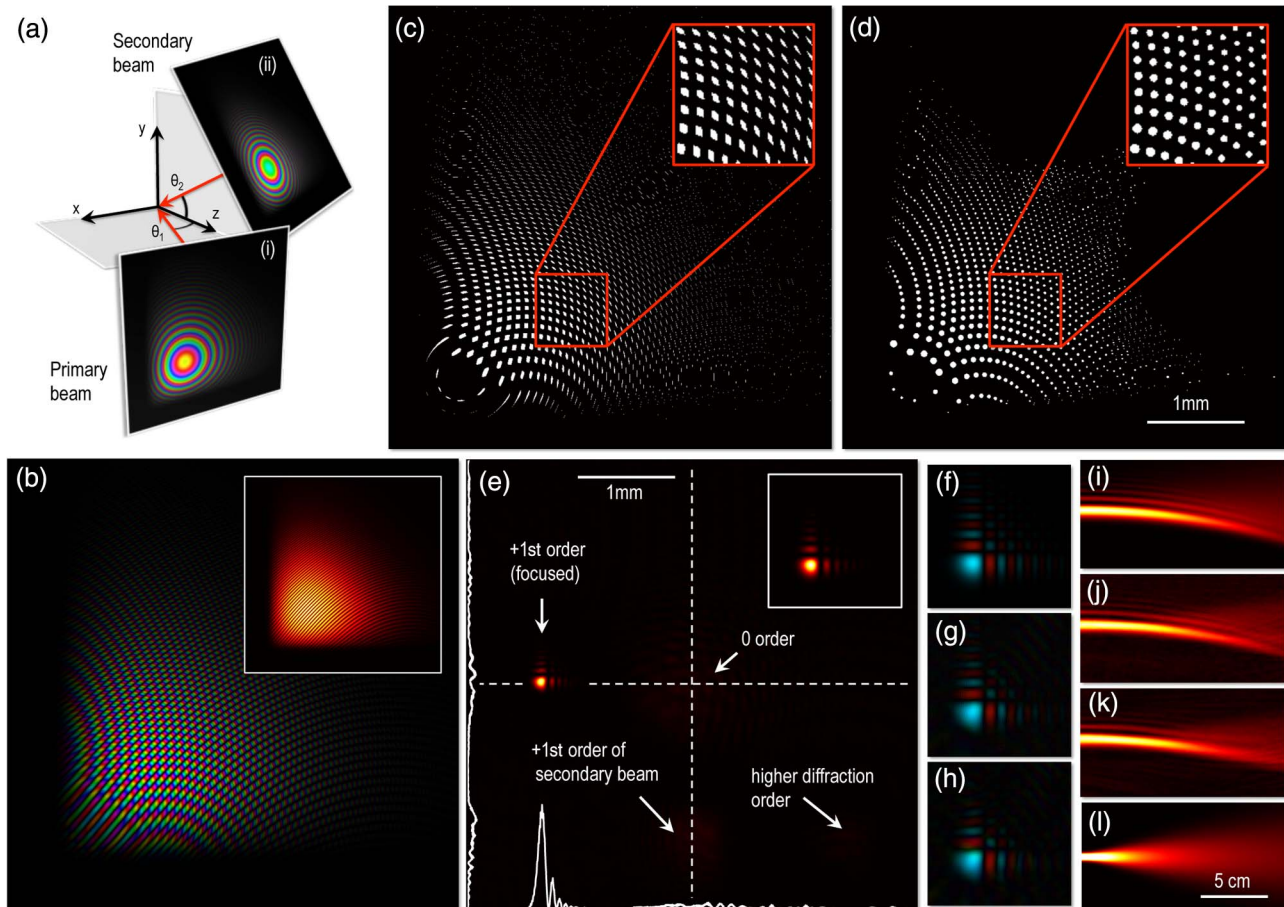 (a)
Secondary
beam
(ii)
y
θ2
x
z
θ1
(i)
Primary
beam
(c)
(d)
1mm
(b)
(e)
1mm
+1st order
(focused)
0 order
+1st order of
secondary beam
higher diffraction
order
(f)
(g)
(h)
(i)
(j)
(k)
(l)
5 cm